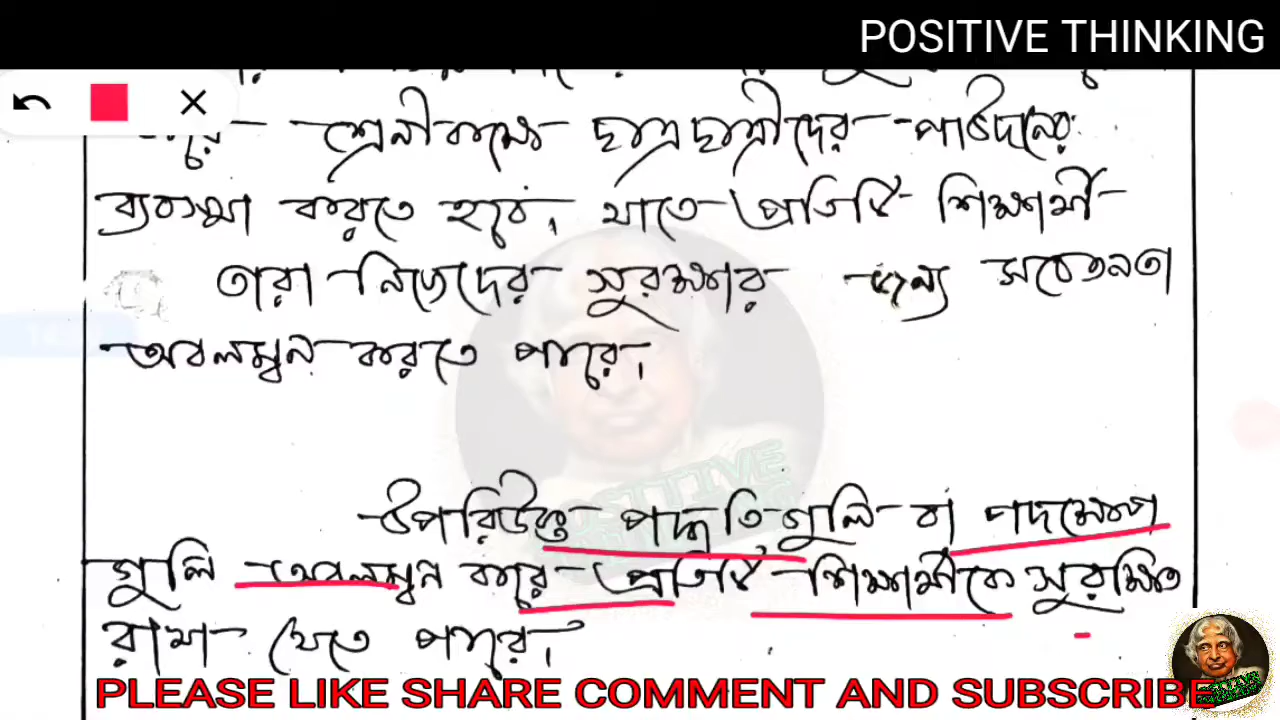 POSITIVE THINKING
করে শ্রেনীকক্ষে ছাত্রছাত্রীদের পাঠদানের
ব্যবস্থা করতে হবে, যাতে প্রতিটি শিক্ষার্থী
তারা নিজেদের সুরক্ষার জন্য সচেতনতা
অবলম্বন করতে পারে।
উপরিউক্ত পদ্ধতি গুলি বা পদক্ষেপ
গুলি অবলম্বন করে প্রতিটি শিক্ষার্থীকে সুরক্ষিত
রাখা যেতে পারে।
PLEASE LIKE SHARE COMMENT AND SUBSCRIBE